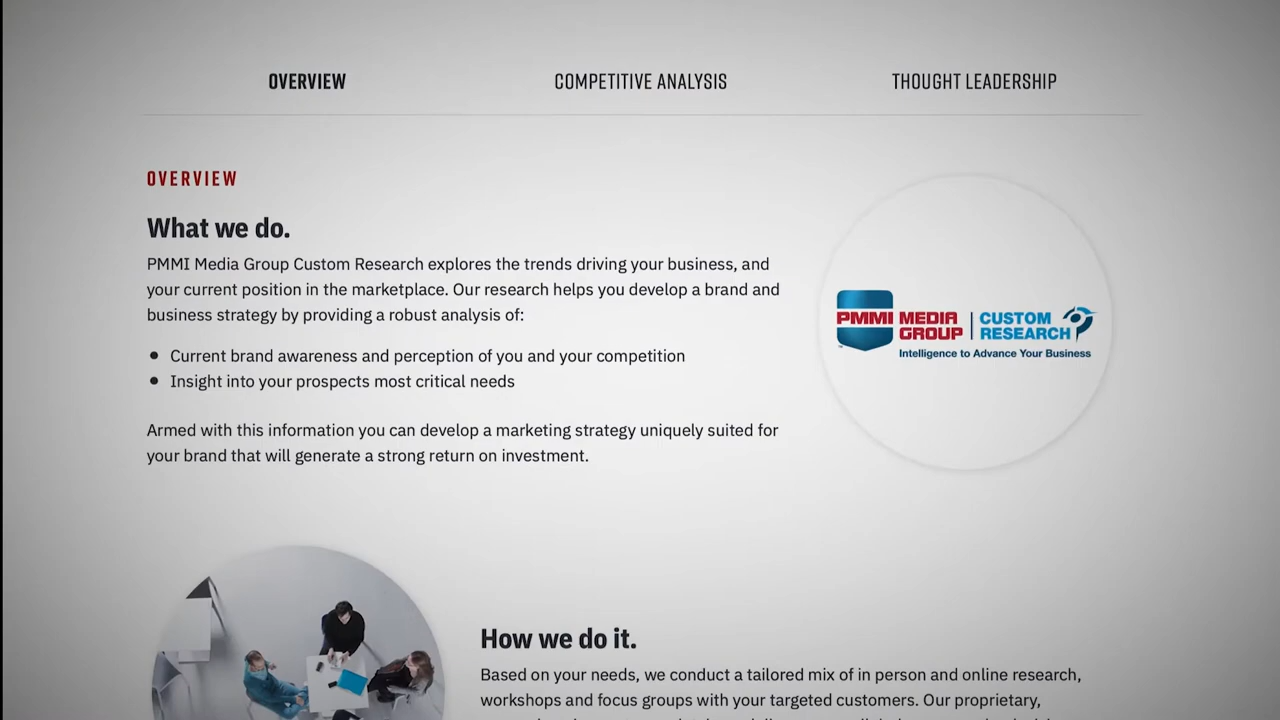 OVERVIEW
COMPETITIVE ANALYSIS
THOUGHT LEADERSHIP
OVERVIEW
What we do.
PMMI Media Group Custom Research explores the trends driving your business, and
your current position in the marketplace. Our research helps you develop a brand and
business strategy by providing a robust analysis of:
• Current brand awareness and perception of you and your competition
• Insight into your prospects most critical needs
Armed with this information you can develop a marketing strategy uniquely suited for
your brand that will generate a strong return on investment.
PMMI MEDIA GROUP | CUSTOM RESEARCH
Intelligence to Advance Your Business
How we do it.
Based on your needs, we conduct a tailored mix of in person and online research,
workshops and focus groups with your targeted customers. Our proprietary,